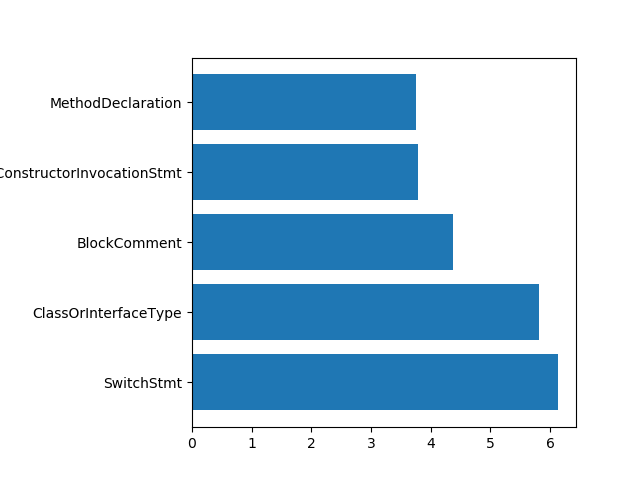 MethodDeclaration
ConstructorInvocationStmt
BlockComment
ClassOrInterfaceType
SwitchStmt
0 1 2 3 4 5 6